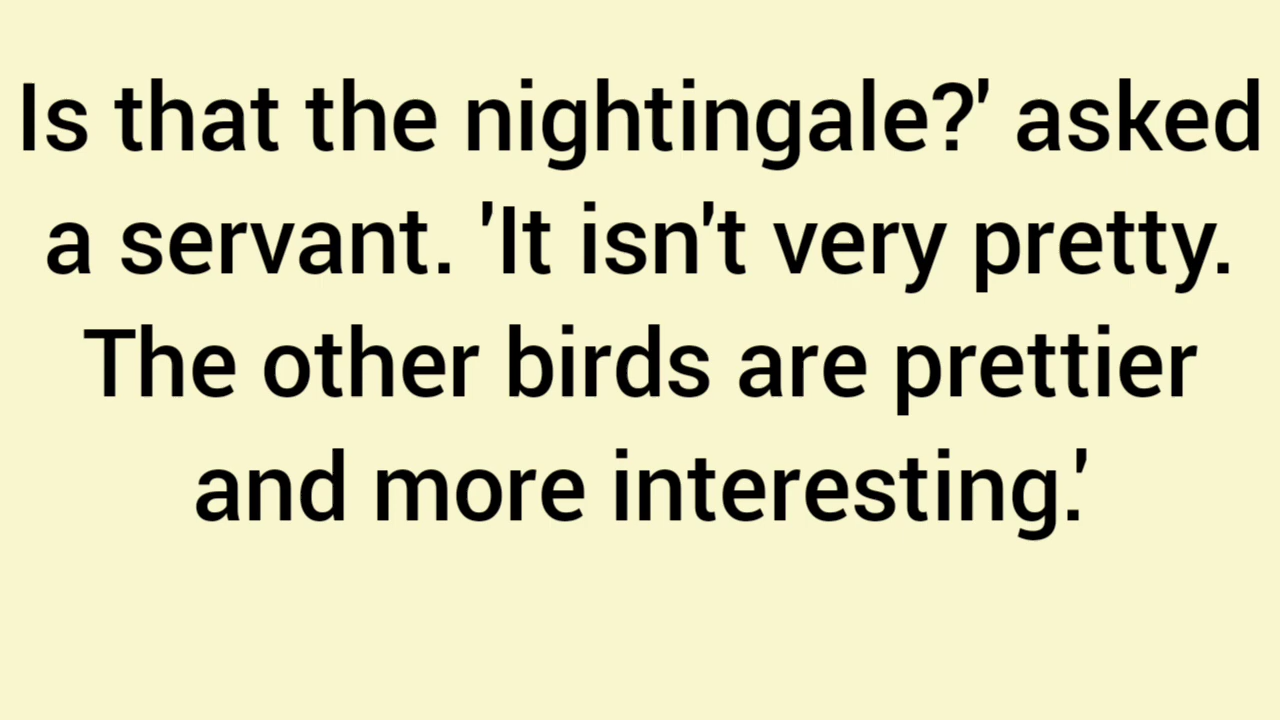 Is that the nightingale?' asked
a servant. 'It isn't very pretty.
The other birds are prettier
and more interesting.'